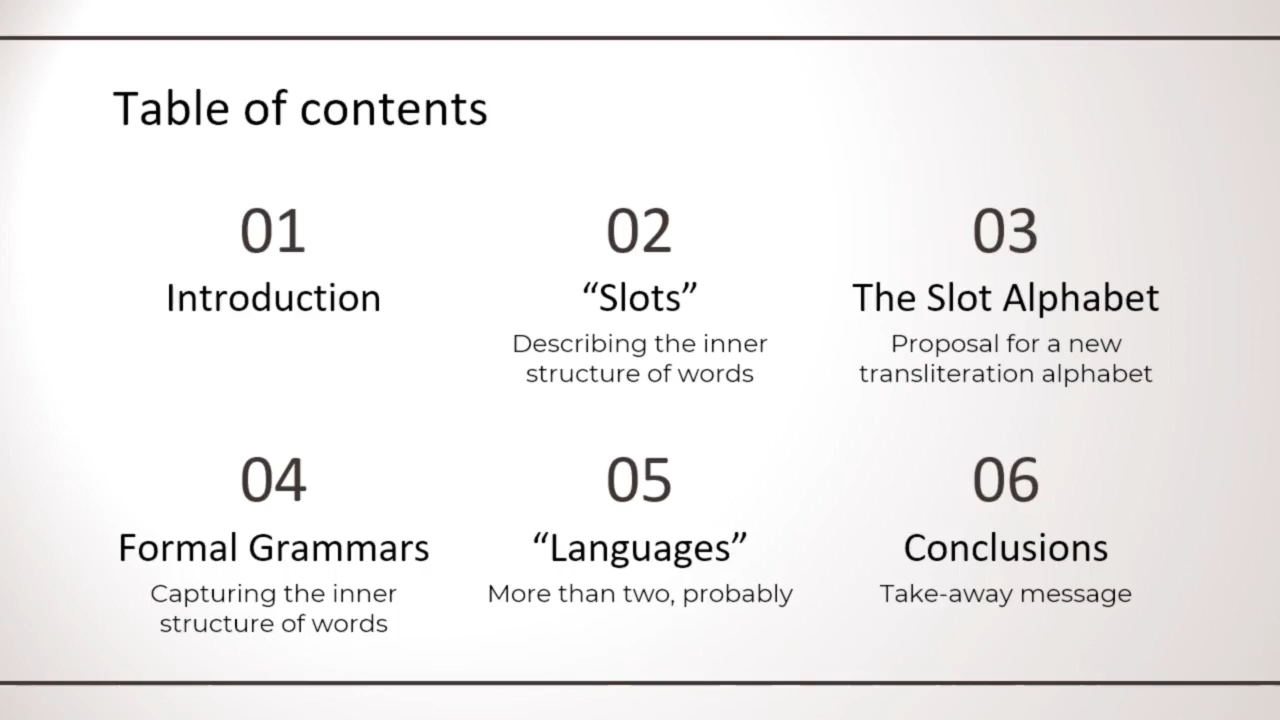 Table of contents
01
Introduction
02
“Slots”
Describing the inner
structure of words
03
The Slot Alphabet
Proposal for a new
transliteration alphabet
04
Formal Grammars
Capturing the inner
structure of words
05
“Languages”
More than two, probably
06
Conclusions
Take-away message